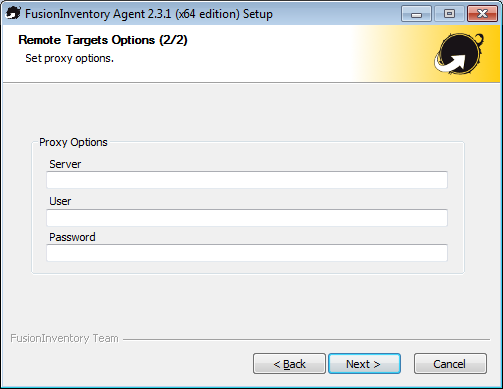 FusionInventory Agent 2.3.1 (x64 edition) Setup
Remote Targets Options (2/2)
Set proxy options.
Proxy Options
Server
User
Password
FusionInventory Team
< Back Next > Cancel